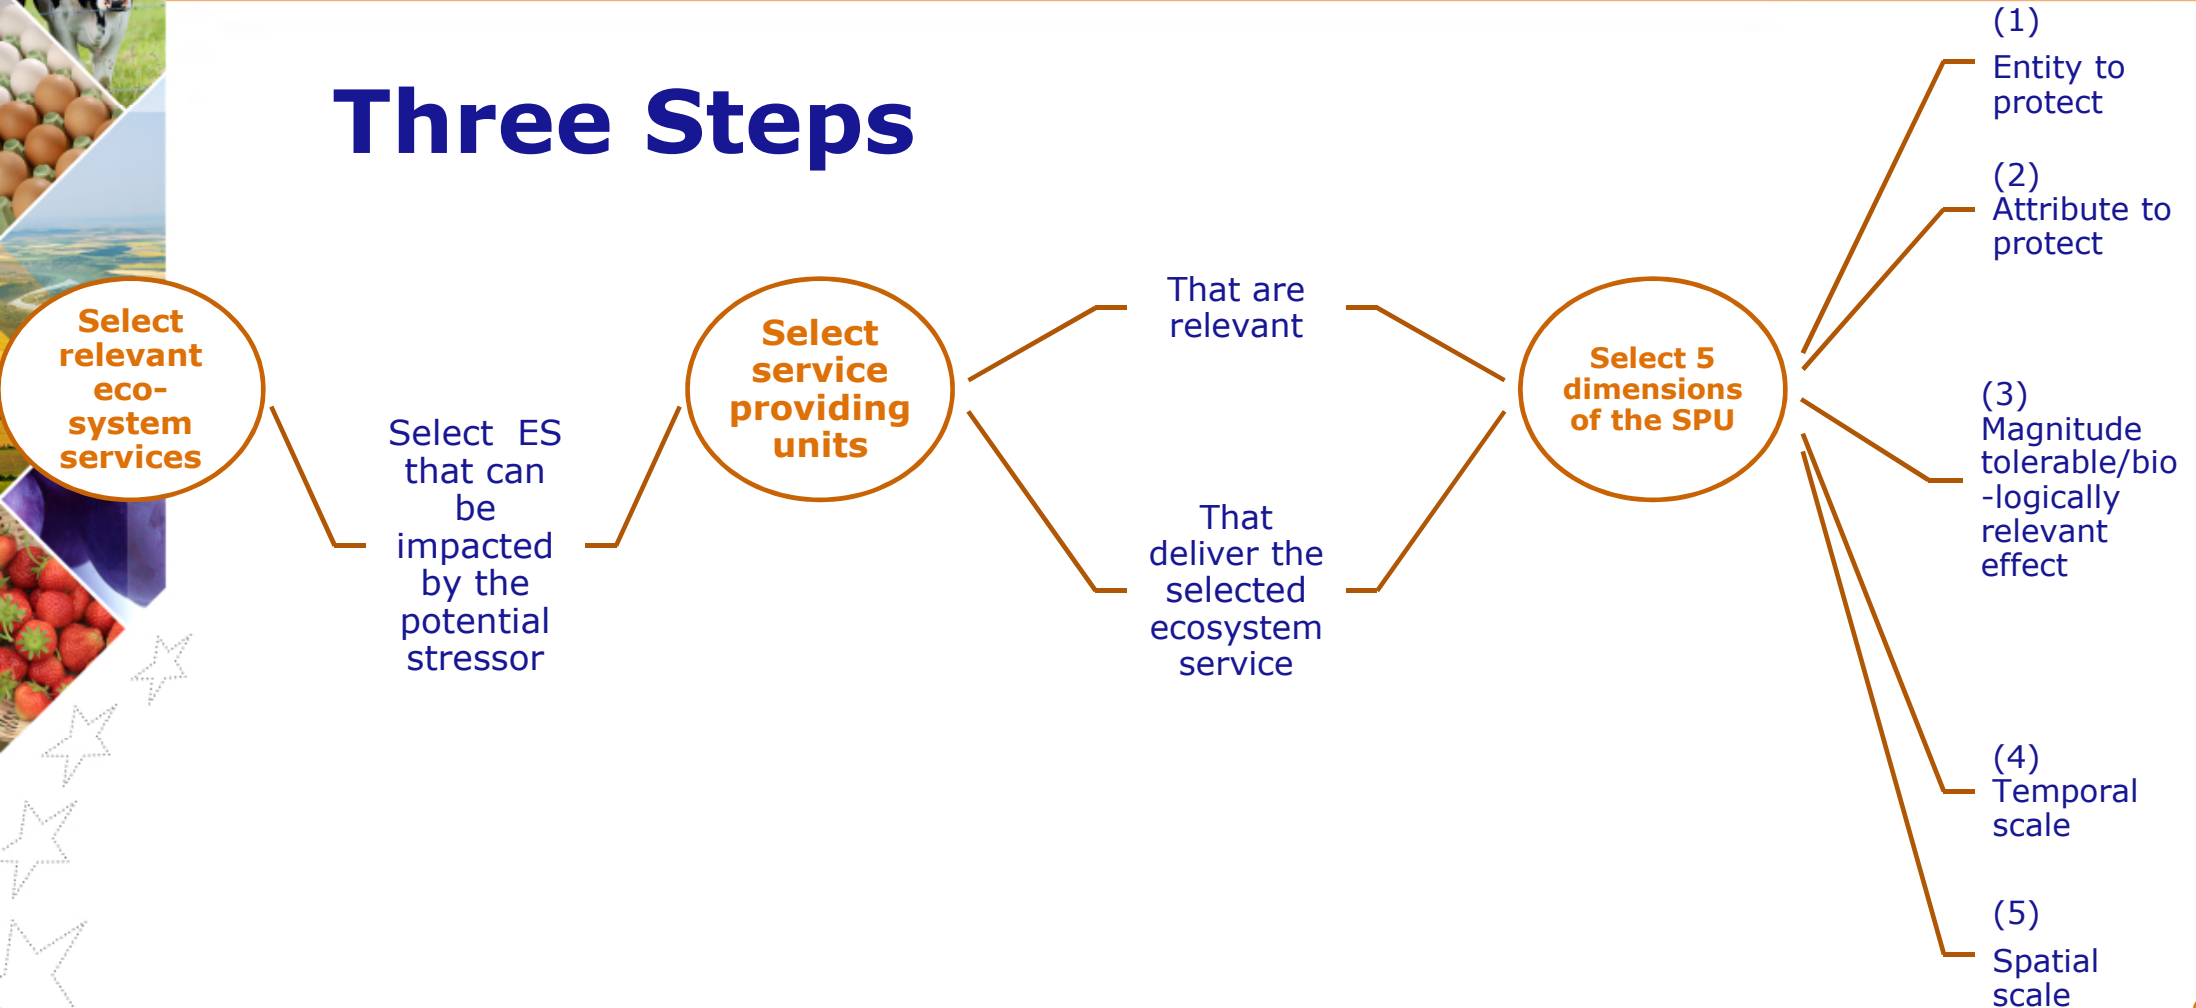 Three Steps
Select
relevant
eco-
system
services
Select  ES
that can
be
impacted
by the
potential
stressor
Select
service
providing
units
That are
relevant
That
deliver the
selected
ecosystem
service
Select 5
dimensions
of the SPU
(1)
Entity to
protect
(2)
Attribute to
protect
(3)
Magnitude
tolerable/bio
-logically
relevant
effect
(4)
Temporal
scale
(5)
Spatial
scale